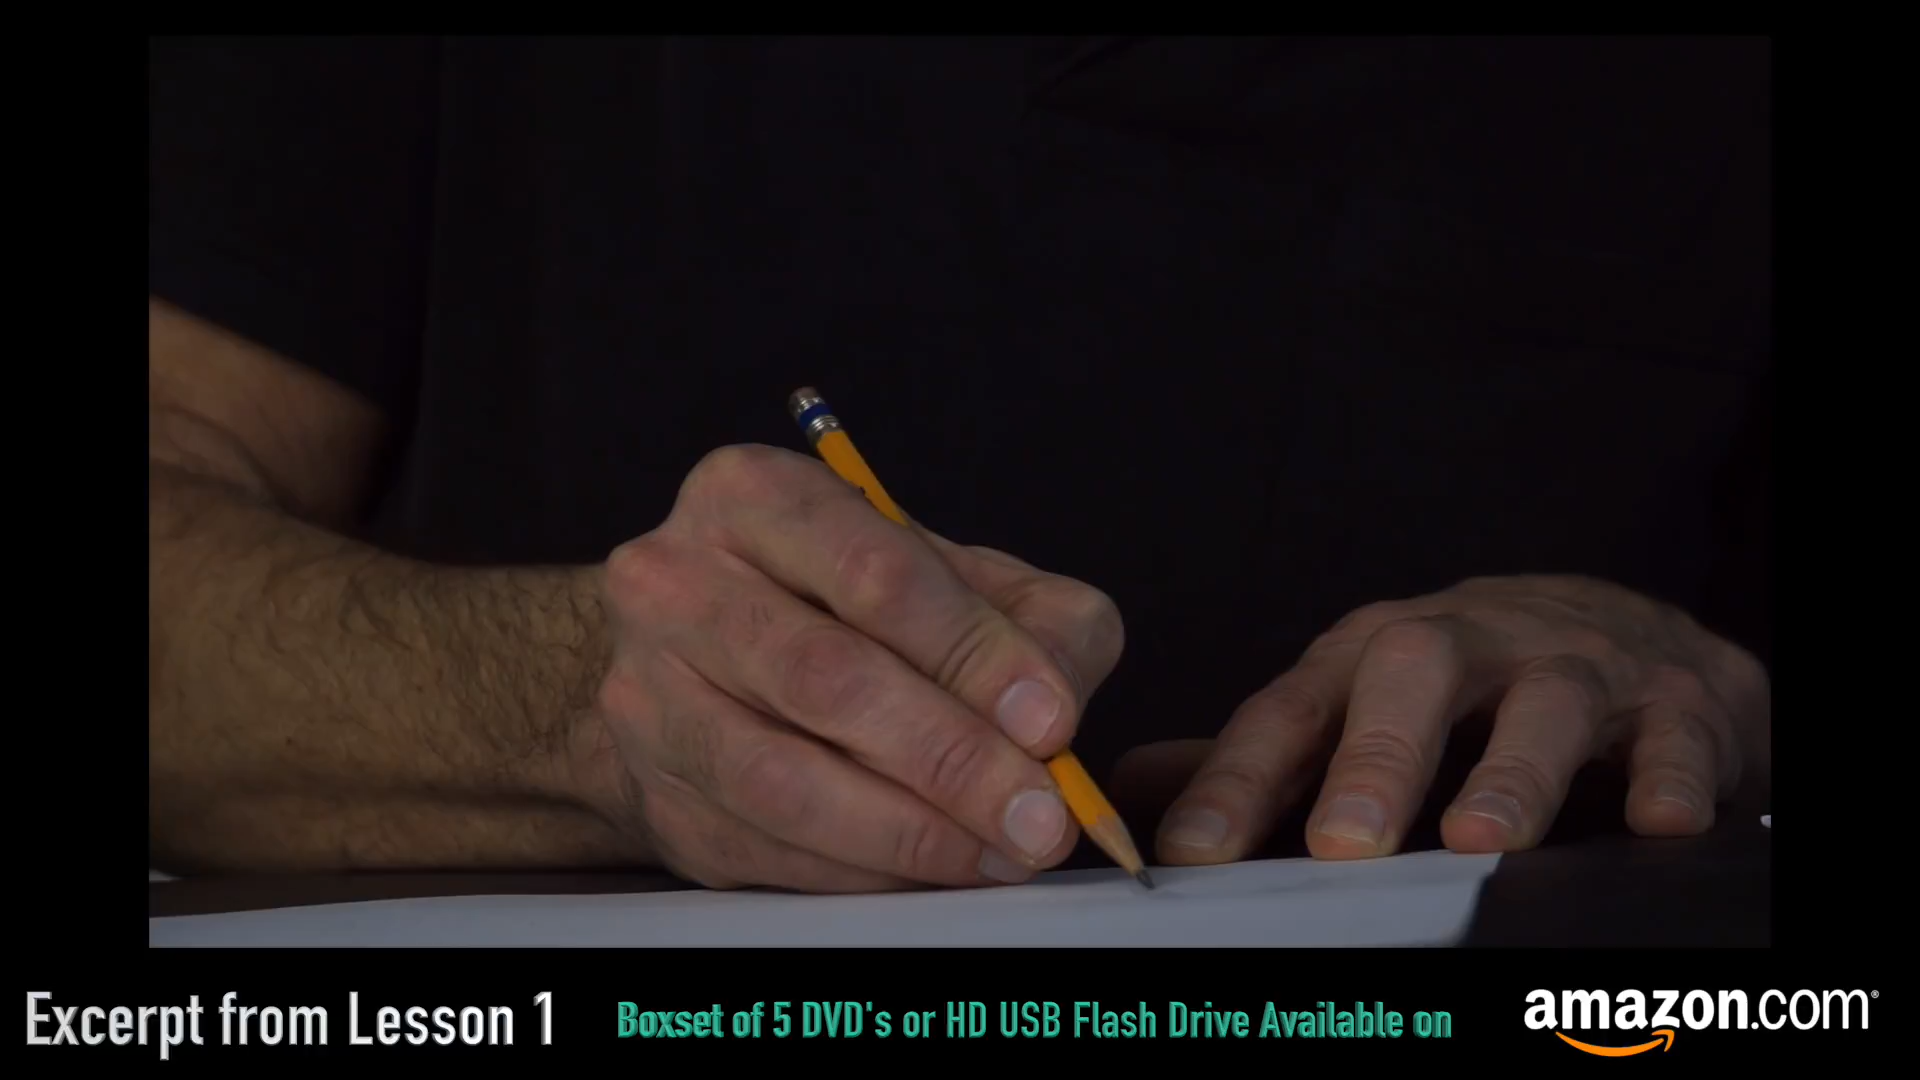 Excerpt from Lesson 1
Boxset of 5 DVD's or HD USB Flash Drive Available on
amazon.com®